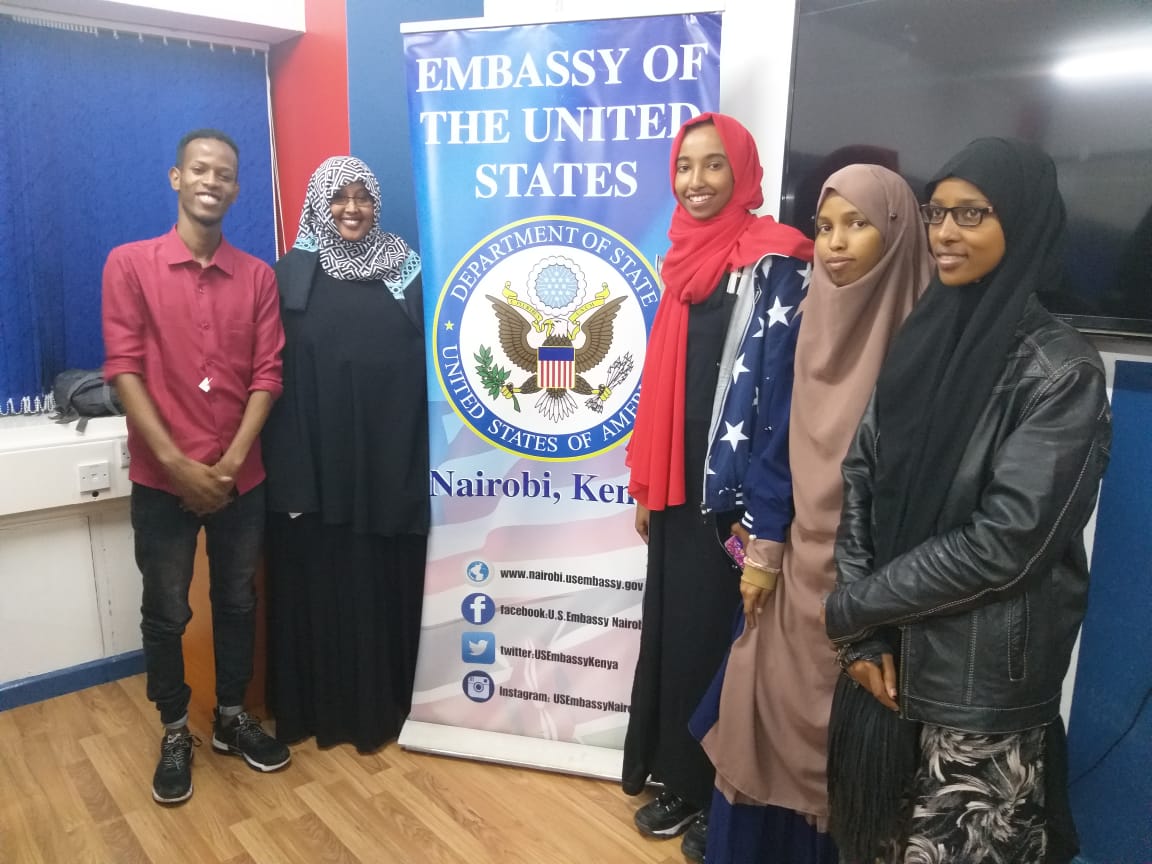 EMBASSY OF
THE UNITED
STATES
DEPARTMENT OF STATE
UNITED STATES OF AMER
Nairobi, Ken
www.nairobi.usembassy.gov
facebook:U.S.Embassy Nairob
twitter:USEmbassyKenya
Instagram: USEmbassyNairo